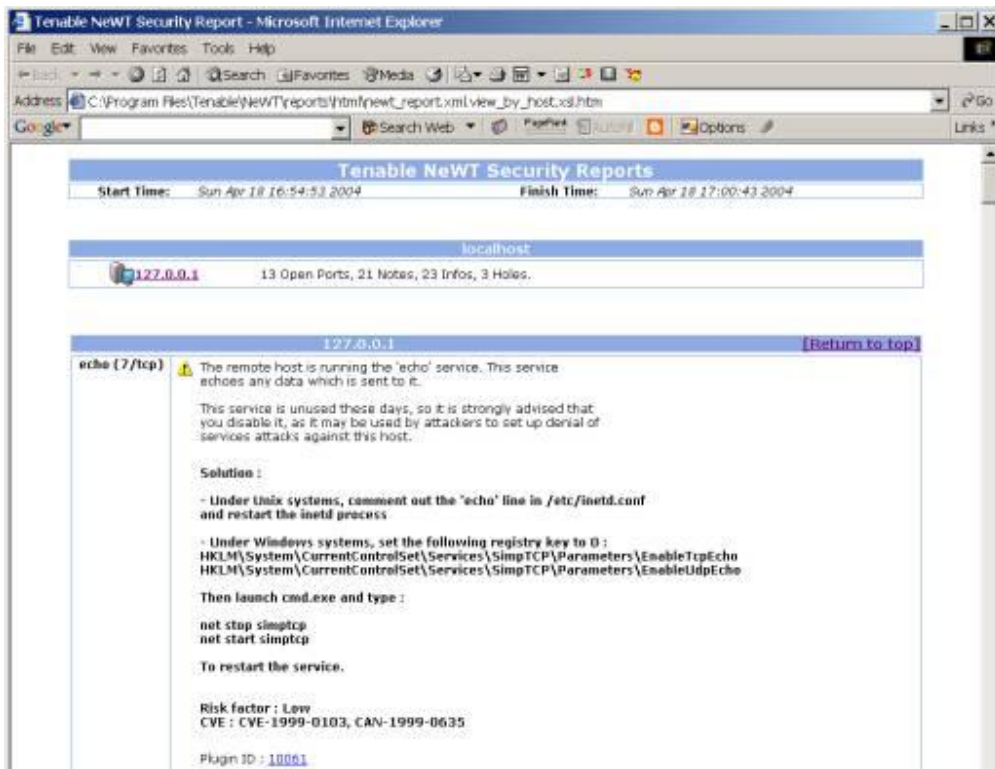 Tenable NeWT Security Report - Microsoft Internet Explorer
File Edit View Favorites Tools Help
Search Favorites Media
Address C:\Program Files\Tenable\NeWT\reports\html\newt_report.xml.view_by_host.xsl.htm Go
Google Search Web PageRank Options Links
Tenable NeWT Security Reports
Start Time: Sun Apr 18 16:54:53 2004 Finish Time: Sun Apr 18 17:00:43 2004
localhost
127.0.0.1 13 Open Ports, 21 Notes, 23 Infos, 3 Holes.
127.0.0.1 [Return to top]
echo (7/tcp) The remote host is running the 'echo' service. This service
echoes any data which is sent to it.
This service is unused these days, so it is strongly advised that
you disable it, as it may be used by attackers to set up denial of
services attacks against this host.
Solution :
- Under Unix systems, comment out the 'echo' line in /etc/inetd.conf
and restart the inetd process
- Under Windows systems, set the following registry key to 0 :
HKLM\System\CurrentControlSet\Services\SimpTCP\Parameters\EnableTcpEcho
HKLM\System\CurrentControlSet\Services\SimpTCP\Parameters\EnableUdpEcho
Then launch cmd.exe and type :
net stop simptcp
net start simptcp
To restart the service.
Risk factor : Low
CVE : CVE-1999-0103, CAN-1999-0635
Plugin ID : 10061